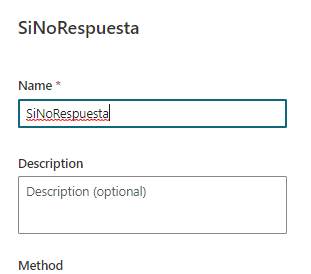 SiNoRespuesta
Name *
SiNoRespuesta
Description
Description (optional)
Method